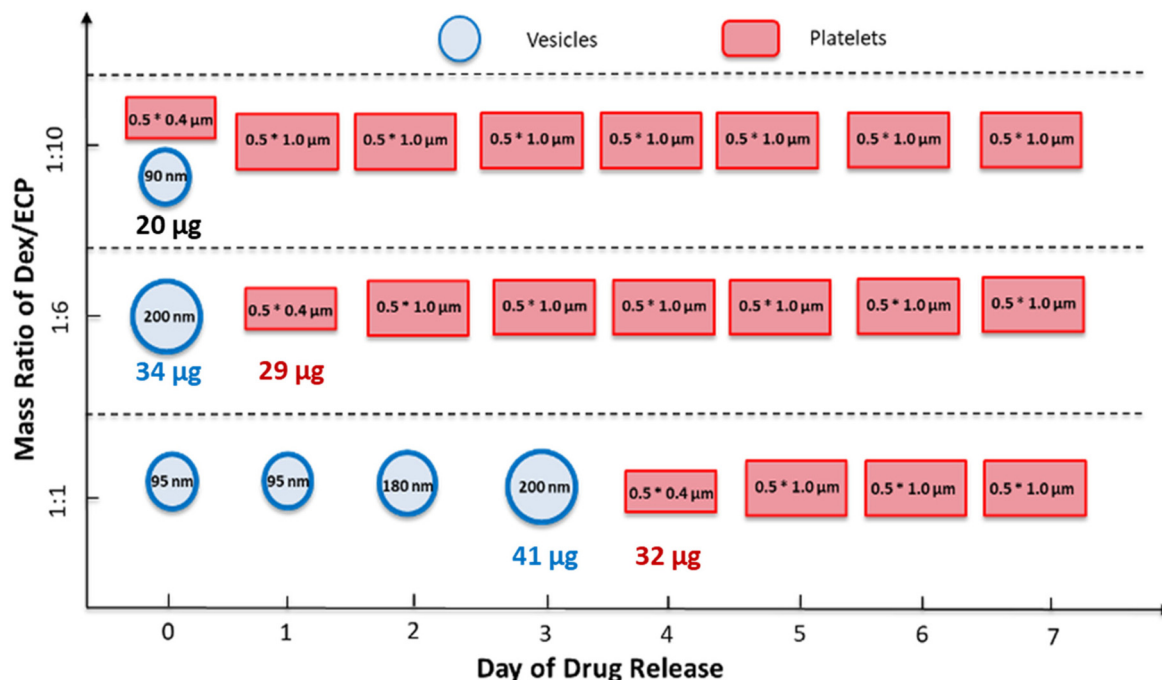 Vesicles Platelets
Mass Ratio of Dex/ECP
1:10
0.5 * 0.4 µm 0.5 * 1.0 µm 0.5 * 1.0 µm 0.5 * 1.0 µm 0.5 * 1.0 µm 0.5 * 1.0 µm 0.5 * 1.0 µm 0.5 * 1.0 µm
90 nm
20 µg
1:6
200 nm 0.5 * 0.4 µm 0.5 * 1.0 µm 0.5 * 1.0 µm 0.5 * 1.0 µm 0.5 * 1.0 µm 0.5 * 1.0 µm 0.5 * 1.0 µm
34 µg 29 µg
1:1
95 nm 95 nm 180 nm 200 nm 0.5 * 0.4 µm 0.5 * 1.0 µm 0.5 * 1.0 µm 0.5 * 1.0 µm
41 µg 32 µg
0 1 2 3 4 5 6 7
Day of Drug Release